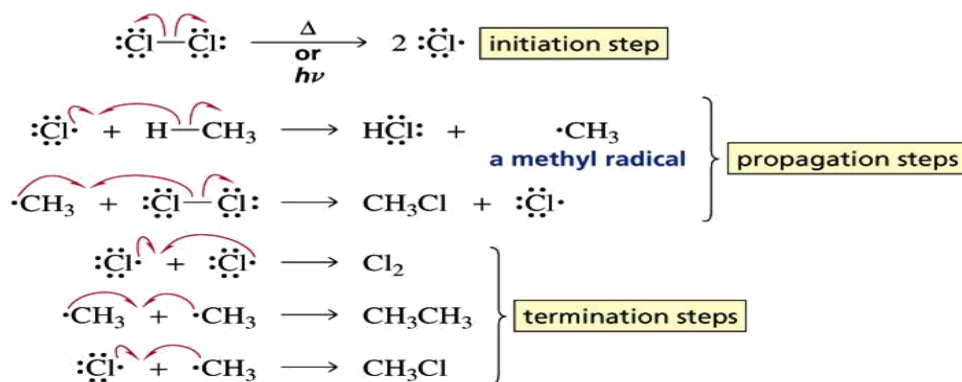 :Cl—Cl: Δ or hν → 2 :Cl· initiation step
:Cl· + H—CH₃ → HCl: + ·CH₃
a methyl radical propagation steps
·CH₃ + :Cl—Cl: → CH₃Cl + :Cl·
:Cl· + :Cl· → Cl₂
·CH₃ + ·CH₃ → CH₃CH₃ termination steps
:Cl· + ·CH₃ → CH₃Cl